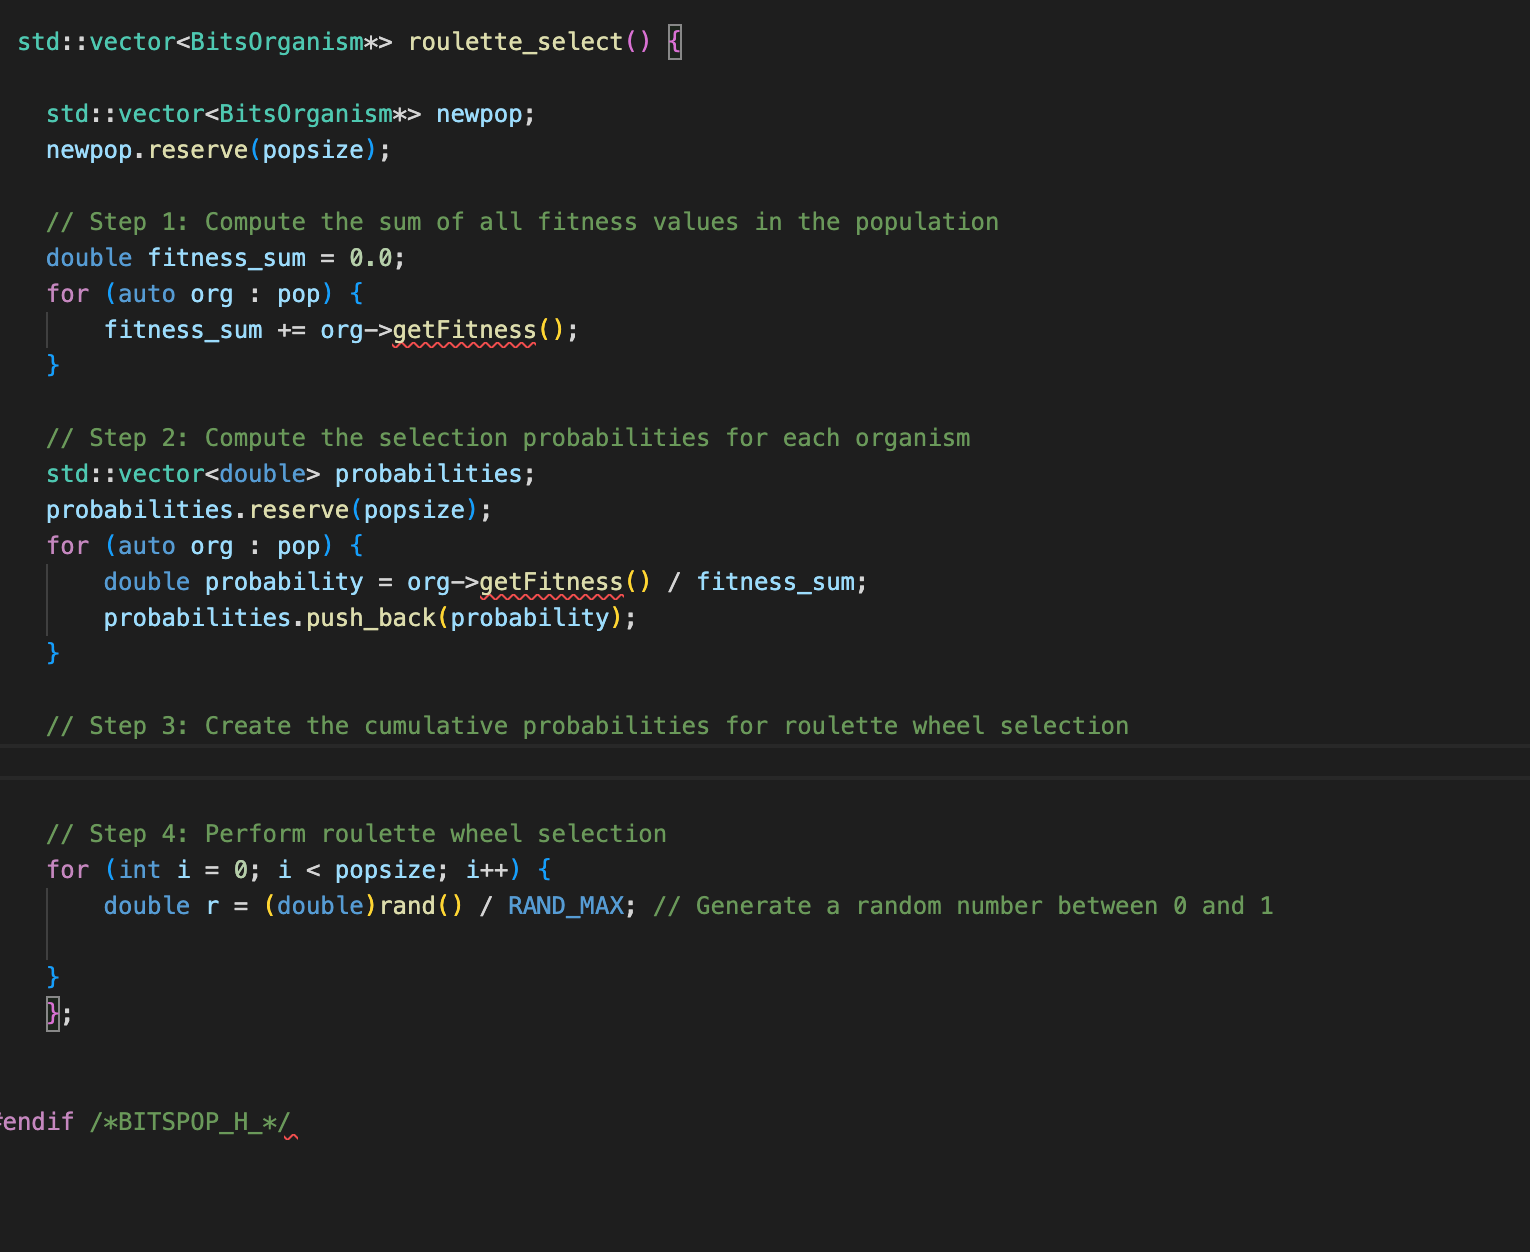 std::vector<BitsOrganism*> roulette_select() {
std::vector<BitsOrganism*> newpop;
newpop.reserve(popsize);
// Step 1: Compute the sum of all fitness values in the population
double fitness_sum = 0.0;
for (auto org : pop) {
fitness_sum += org->getFitness();
}
// Step 2: Compute the selection probabilities for each organism
std::vector<double> probabilities;
probabilities.reserve(popsize);
for (auto org : pop) {
double probability = org->getFitness() / fitness_sum;
probabilities.push_back(probability);
}
// Step 3: Create the cumulative probabilities for roulette wheel selection
// Step 4: Perform roulette wheel selection
for (int i = 0; i < popsize; i++) {
double r = (double)rand() / RAND_MAX; // Generate a random number between 0 and 1
}
};
#endif /*BITSPOP_H_*/